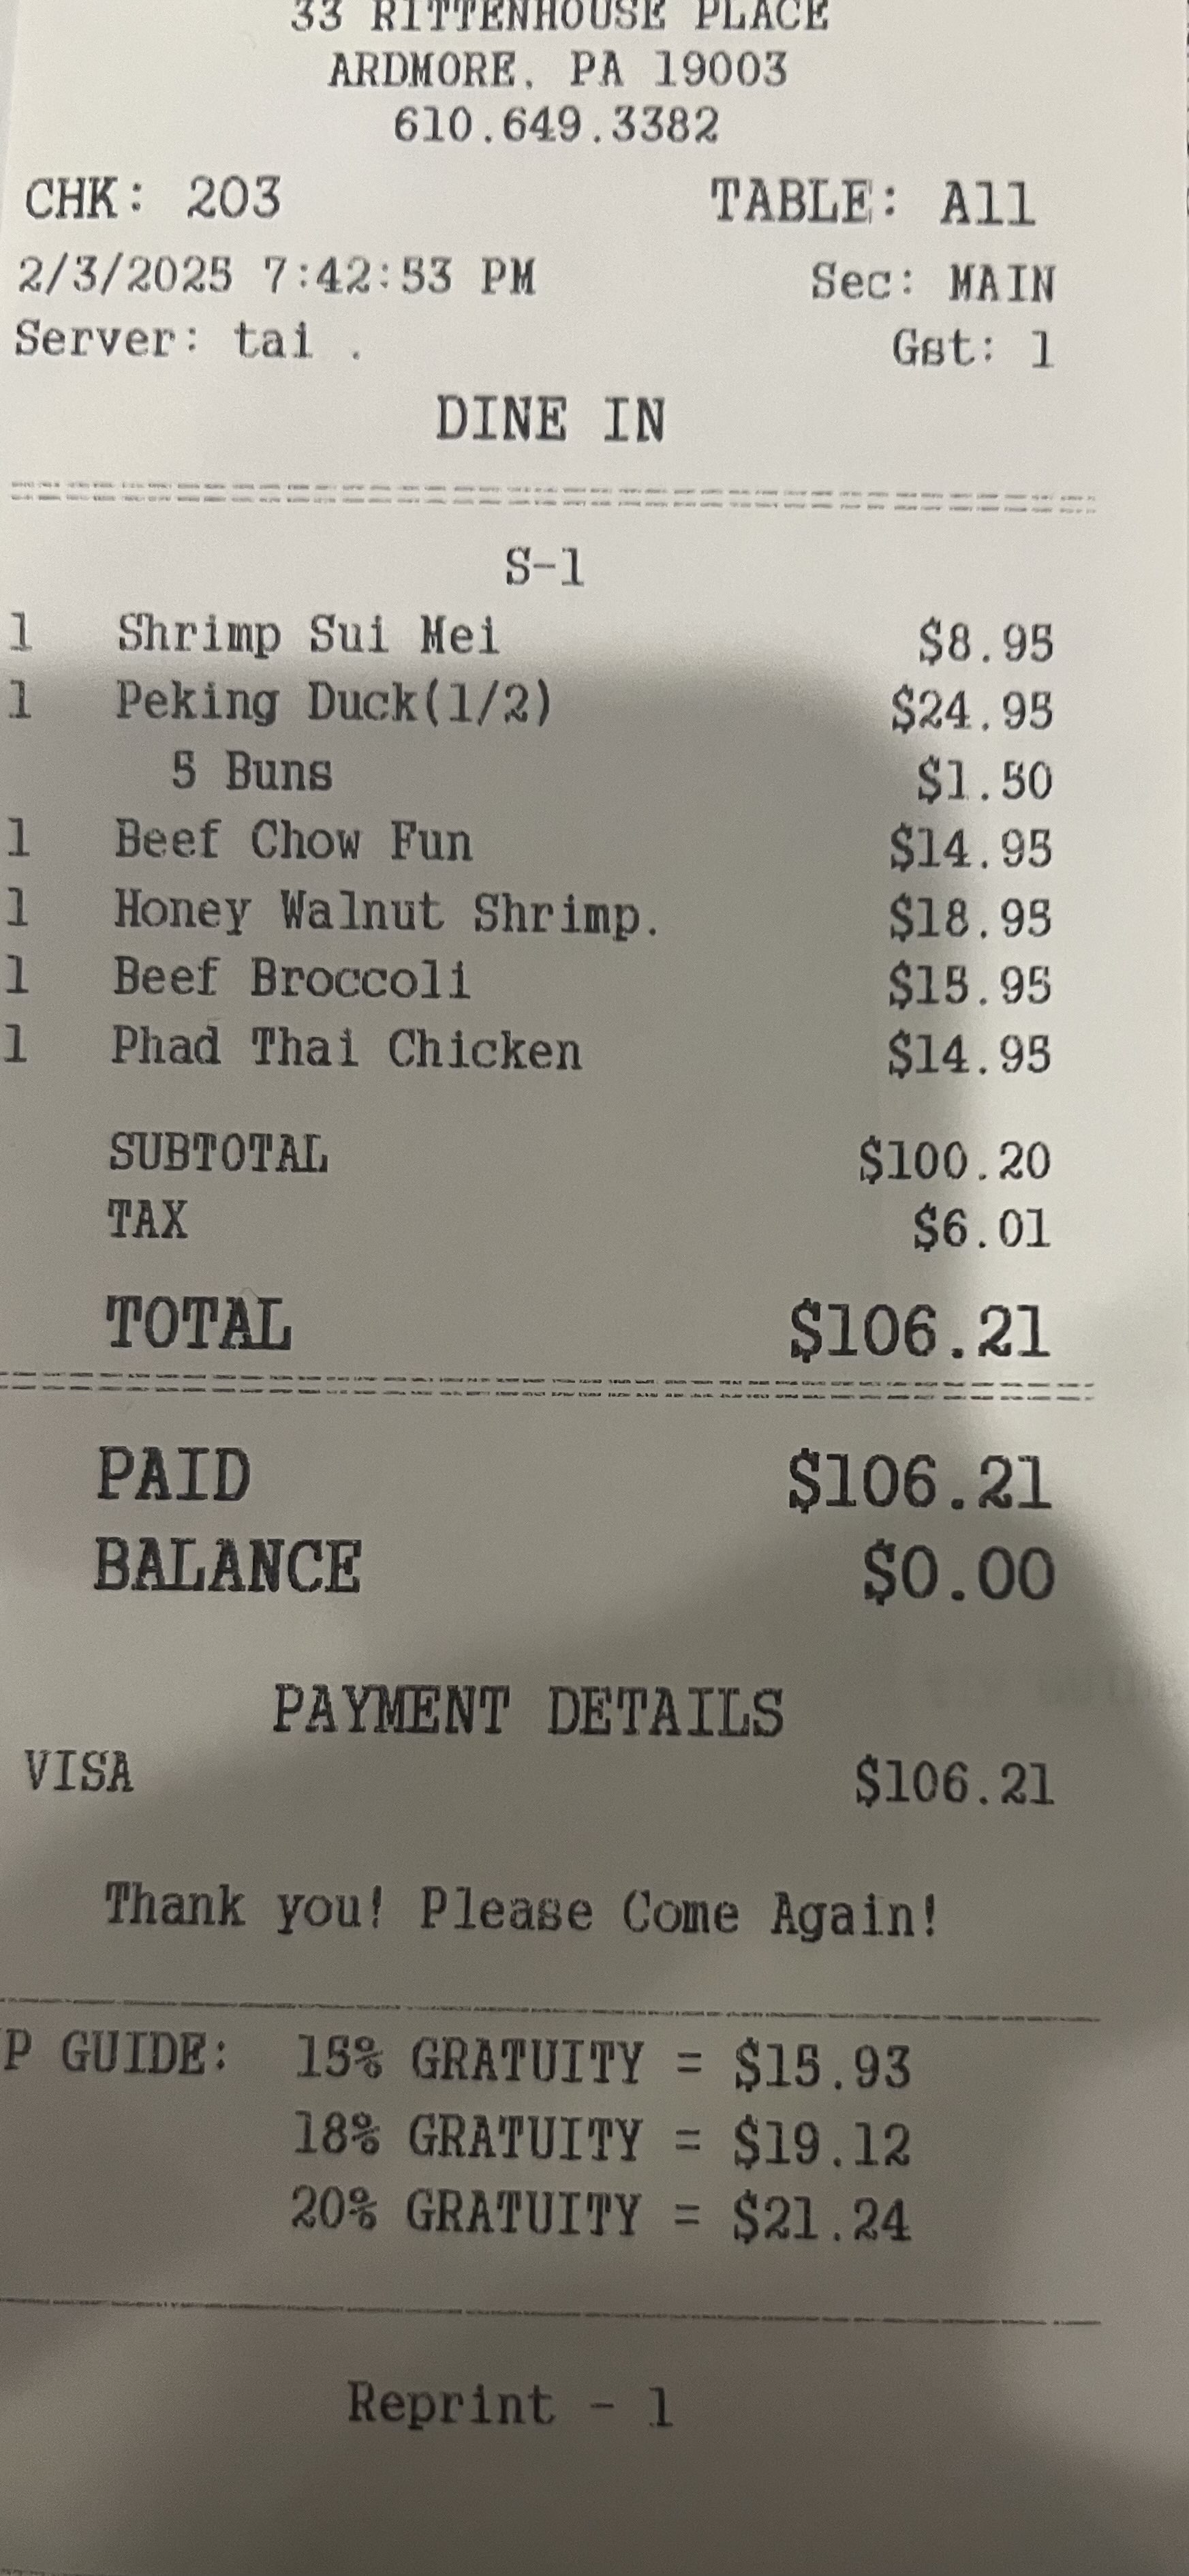 33 RITTENHOUSE PLACE
ARDMORE, PA 19003
610.649.3382
CHK: 203 TABLE: A11
2/3/2025 7:42:53 PM Sec: MAIN
Server: tai . Gst: 1
DINE IN
S-1
1 Shrimp Sui Mei $8.95
1 Peking Duck(1/2) $24.95
5 Buns $1.50
1 Beef Chow Fun $14.95
1 Honey Walnut Shrimp. $18.95
1 Beef Broccoli $15.95
1 Phad Thai Chicken $14.95
SUBTOTAL $100.20
TAX $6.01
TOTAL $106.21
PAID $106.21
BALANCE $0.00
PAYMENT DETAILS
VISA $106.21
Thank you! Please Come Again!
P GUIDE: 15% GRATUITY = $15.93
18% GRATUITY = $19.12
20% GRATUITY = $21.24
Reprint - 1